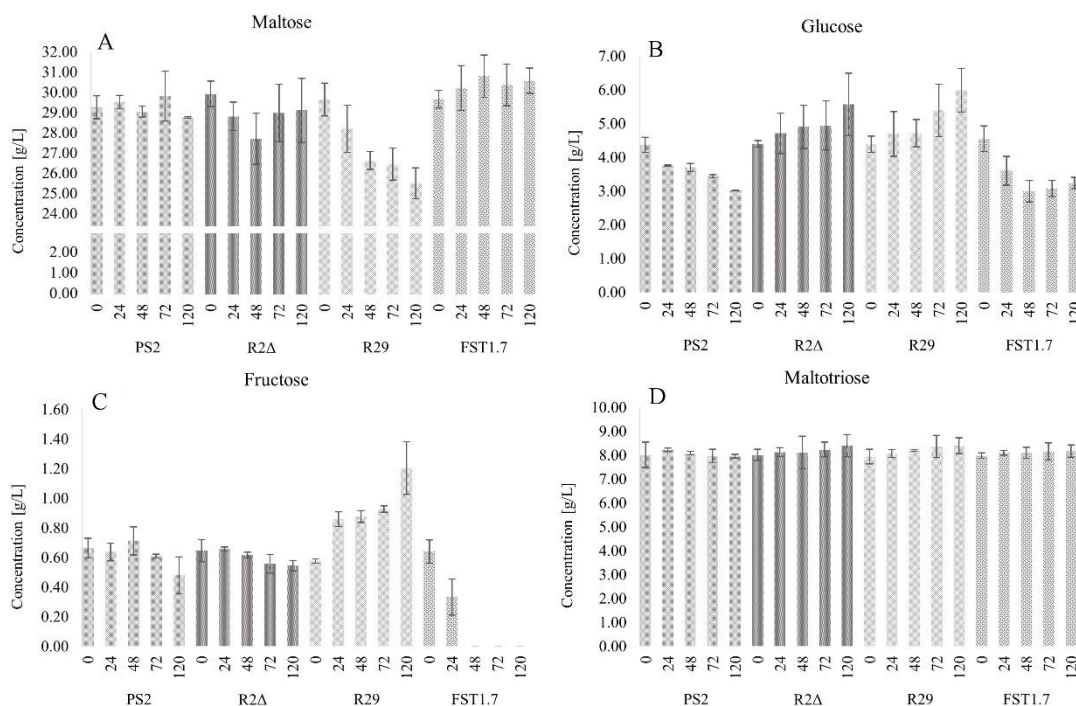 Maltose
A
Concentration [g/L]
32.00
31.00
30.00
29.00
28.00
27.00
26.00
25.00
24.00
2.00
1.00
0.00
0 24 48 72 120 0 24 48 72 120 0 24 48 72 120 0 24 48 72 120
PS2 R2Δ R29 FST1.7
Glucose
B
Concentration [g/L]
7.00
6.00
5.00
4.00
3.00
2.00
1.00
0.00
0 24 48 72 120 0 24 48 72 120 0 24 48 72 120 0 24 48 72 120
PS2 R2Δ R29 FST1.7
Fructose
C
Concentration [g/L]
1.60
1.40
1.20
1.00
0.80
0.60
0.40
0.20
0.00
0 24 48 72 120 0 24 48 72 120 0 24 48 72 120 0 24 48 72 120
PS2 R2Δ R29 FST1.7
Maltotriose
D
Concentration [g/L]
10.00
9.00
8.00
7.00
6.00
5.00
4.00
3.00
2.00
1.00
0.00
0 24 48 72 120 0 24 48 72 120 0 24 48 72 120 0 24 48 72 120
PS2 R2Δ R29 FST1.7